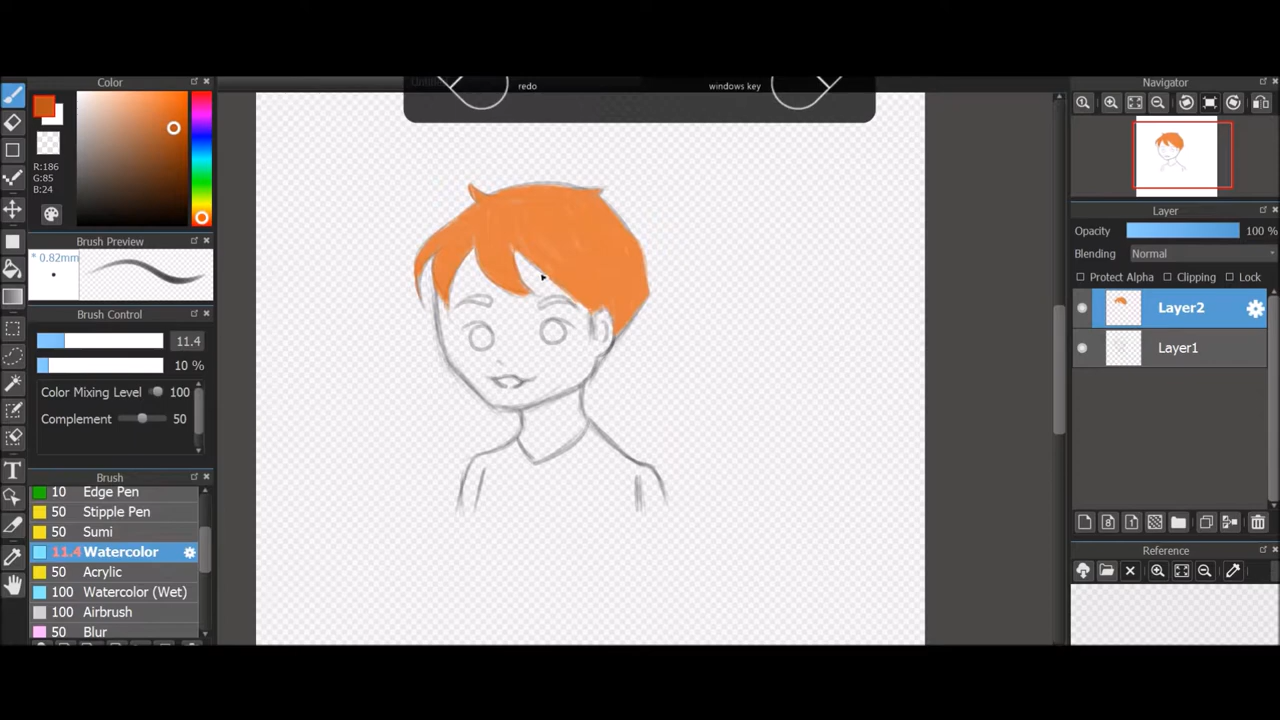 redo
windows key
Color
R:186
G:85
B:24
Brush Preview
* 0.82mm
Brush Control
11.4
10 %
Color Mixing Level 100
Complement 50
Brush
10 Edge Pen
50 Stipple Pen
50 Sumi
11.4 Watercolor
50 Acrylic
100 Watercolor (Wet)
100 Airbrush
50 Blur
Navigator
Layer
Opacity 100 %
Blending Normal
Protect Alpha Clipping Lock
Layer2
Layer1
Reference